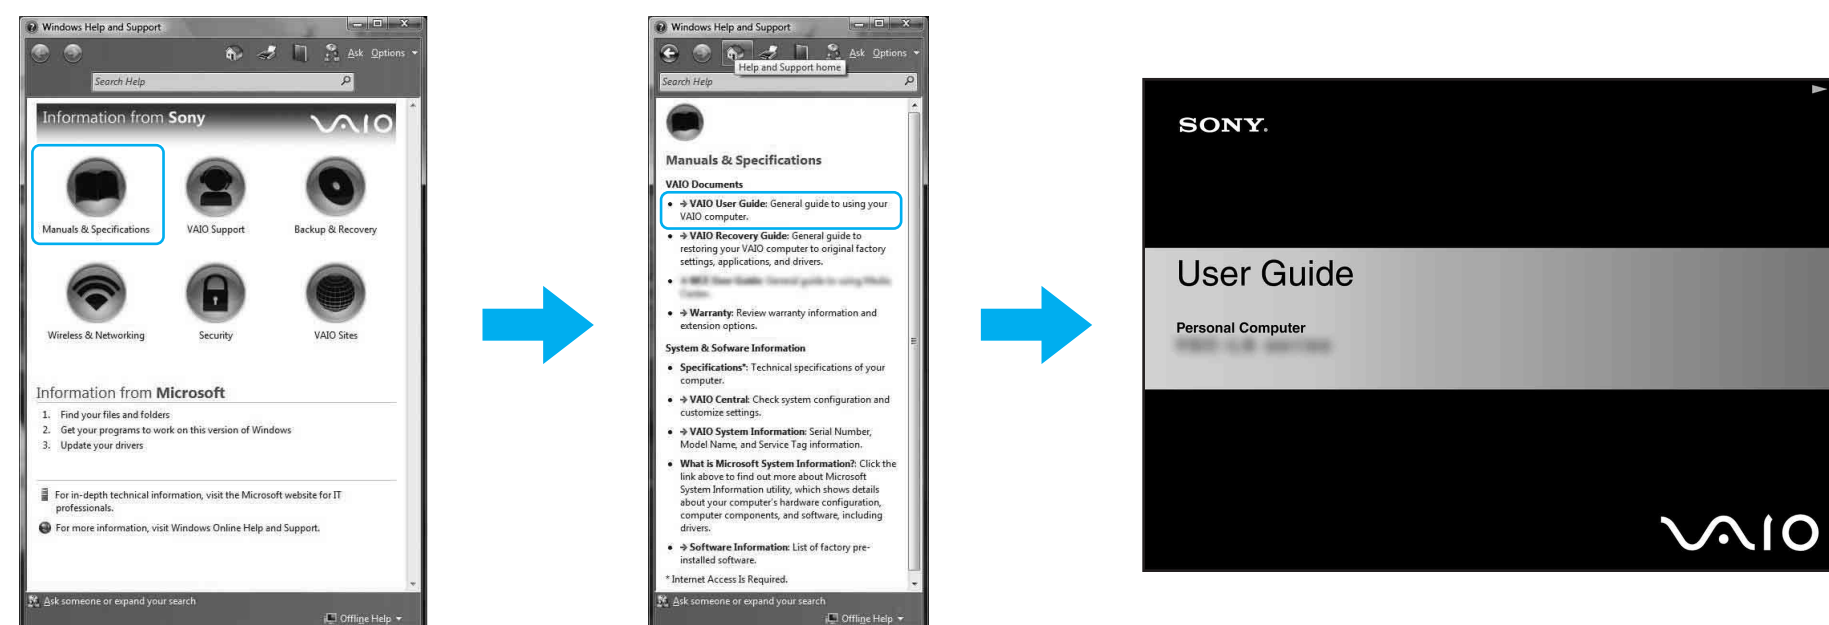 Windows Help and Support
Ask Options
Search Help
Information from Sony
VAIO
Manuals & Specifications
VAIO Support
Backup & Recovery
Wireless & Networking
Security
VAIO Sites
Information from Microsoft
1. Find your files and folders
2. Get your programs to work on this version of Windows
3. Update your drivers
For in-depth technical information, visit the Microsoft website for IT
professionals.
For more information, visit Windows Online Help and Support.
Ask someone or expand your search
Offline Help
Windows Help and Support
Ask Options
Help and Support home
Search Help
Manuals & Specifications
VAIO Documents
• → VAIO User Guide: General guide to using your
VAIO computer.
• → VAIO Recovery Guide: General guide to
restoring your VAIO computer to original factory
settings, applications, and drivers.
• → Warranty: Review warranty information and
extension options.
System & Sofware Information
• Specifications*: Technical specifications of your
computer.
• → VAIO Central: Check system configuration and
customize settings.
• → VAIO System Information: Serial Number,
Model Name, and Service Tag information.
• What is Microsoft System Information?: Click the
link above to find out more about Microsoft
System Information utility, which shows details
about your computer's hardware configuration,
computer components, and software, including
drivers.
• → Software Information: List of factory pre-
installed software.
* Internet Access Is Required.
Ask someone or expand your search
Offline Help
SONY.
User Guide
Personal Computer
VAIO